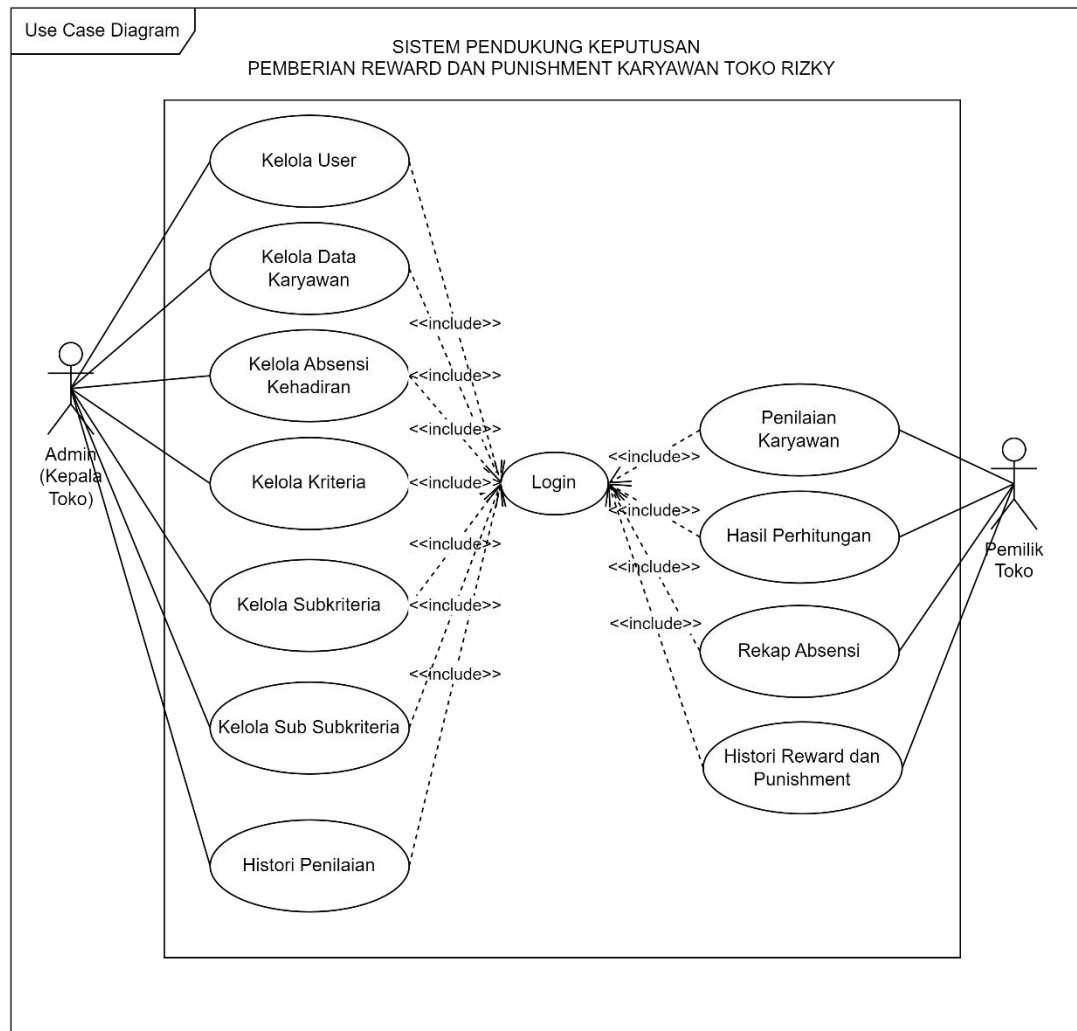 Use Case Diagram
SISTEM PENDUKUNG KEPUTUSAN
PEMBERIAN REWARD DAN PUNISHMENT KARYAWAN TOKO RIZKY
Kelola User
Kelola Data
Karyawan
<<include>>
Kelola Absensi
Kehadiran
<<include>>
<<include>>
Kelola Kriteria
<<include>>
<<include>>
Kelola Subkriteria
<<include>>
<<include>>
Kelola Sub Subkriteria
Histori Penilaian
Admin
(Kepala
Toko)
Login
Penilaian
Karyawan
<<include>>
<<include>>
Hasil Perhitungan
<<include>>
<<include>>
Rekap Absensi
Histori Reward dan
Punishment
Pemilik
Toko